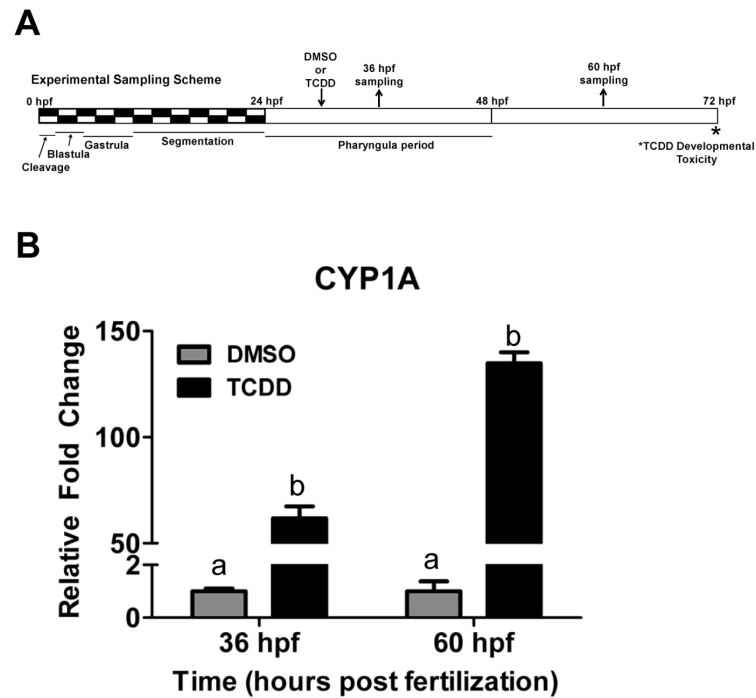 A
Experimental Sampling Scheme
DMSO
or
TCDD
36 hpf
sampling
60 hpf
sampling
0 hpf
24 hpf
48 hpf
72 hpf
Cleavage
Blastula
Gastrula
Segmentation
Pharyngula period
*
*TCDD Developmental
Toxicity
B
CYP1A
Relative Fold Change
150
100
50
2
0
DMSO
TCDD
a
b
a
b
36 hpf
60 hpf
Time (hours post fertilization)